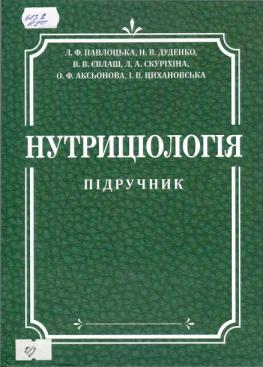 Л. Ф. ПАВЛОЦЬКА, Н. В. ДУДЕНКО,
В. В. ЄВЛАШ, Л. А. СКУРІХІНА,
О. Ф. АКСЬОНОВА, І. В. ЦИХАНОВСЬКА
НУТРИЦІОЛОГІЯ
ПІДРУЧНИК